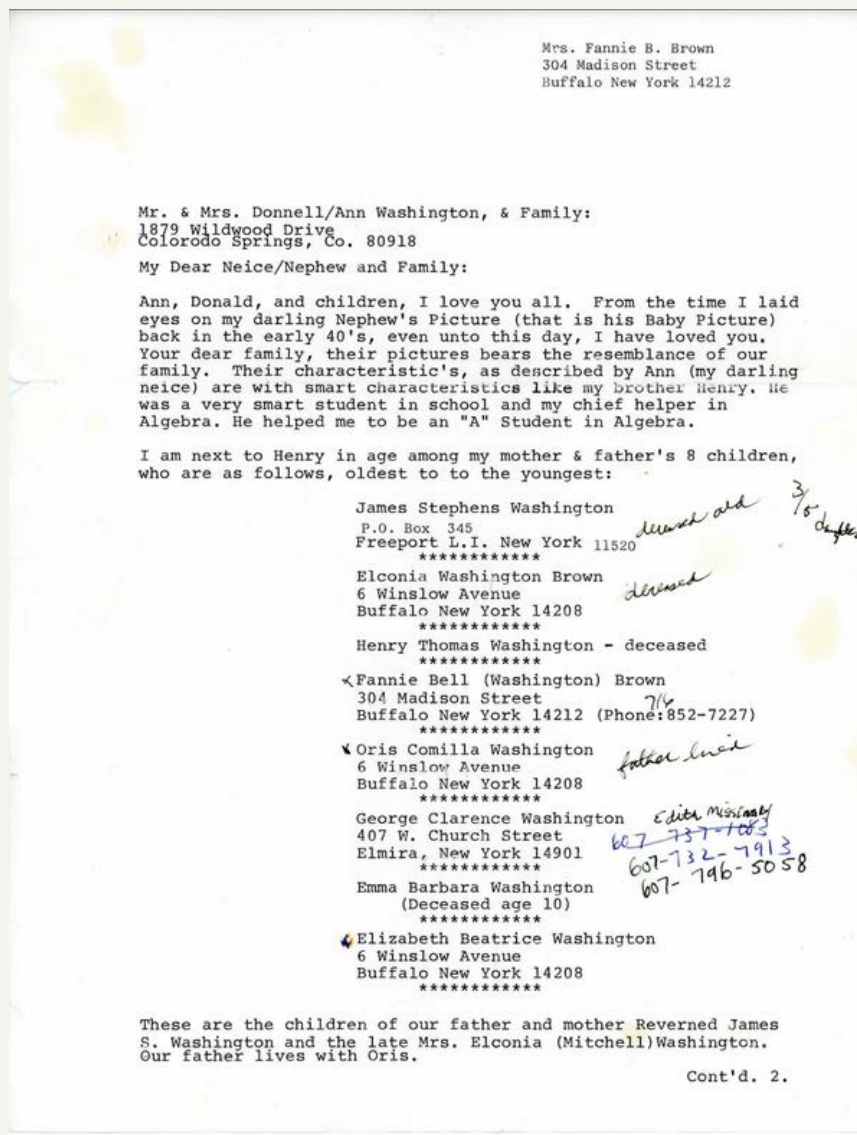 Mrs. Fannie B. Brown
304 Madison Street
Buffalo New York 14212
Mr. & Mrs. Donnell/Ann Washington, & Family:
1879 Wildwood Drive
Colorodo Springs, Co. 80918
My Dear Neice/Nephew and Family:
Ann, Donald, and children, I love you all. From the time I laid
eyes on my darling Nephew's Picture (that is his Baby Picture)
back in the early 40's, even unto this day, I have loved you.
Your dear family, their pictures bears the resemblance of our
family. Their characteristic's, as described by Ann (my darling
neice) are with smart characteristics like my brother Henry. He
was a very smart student in school and my chief helper in
Algebra. He helped me to be an "A" Student in Algebra.
I am next to Henry in age among my mother & father's 8 children,
who are as follows, oldest to to the youngest:
James Stephens Washington
P.O. Box 345
Freeport L.I. New York 11520 deceased
************
Elconia Washington Brown
6 Winslow Avenue deceased
Buffalo New York 14208
************
Henry Thomas Washington - deceased
************
Fannie Bell (Washington) Brown
304 Madison Street 716
Buffalo New York 14212 (Phone:852-7227)
************
Oris Comilla Washington
6 Winslow Avenue father lived
Buffalo New York 14208
************
George Clarence Washington Edith
407 W. Church Street 607 737-1083
Elmira, New York 14901 607-732-7913
************ 607-796-5058
Emma Barbara Washington
(Deceased age 10)
************
Elizabeth Beatrice Washington
6 Winslow Avenue
Buffalo New York 14208
************
These are the children of our father and mother Reverned James
S. Washington and the late Mrs. Elconia (Mitchell)Washington.
Our father lives with Oris.
Cont'd. 2.